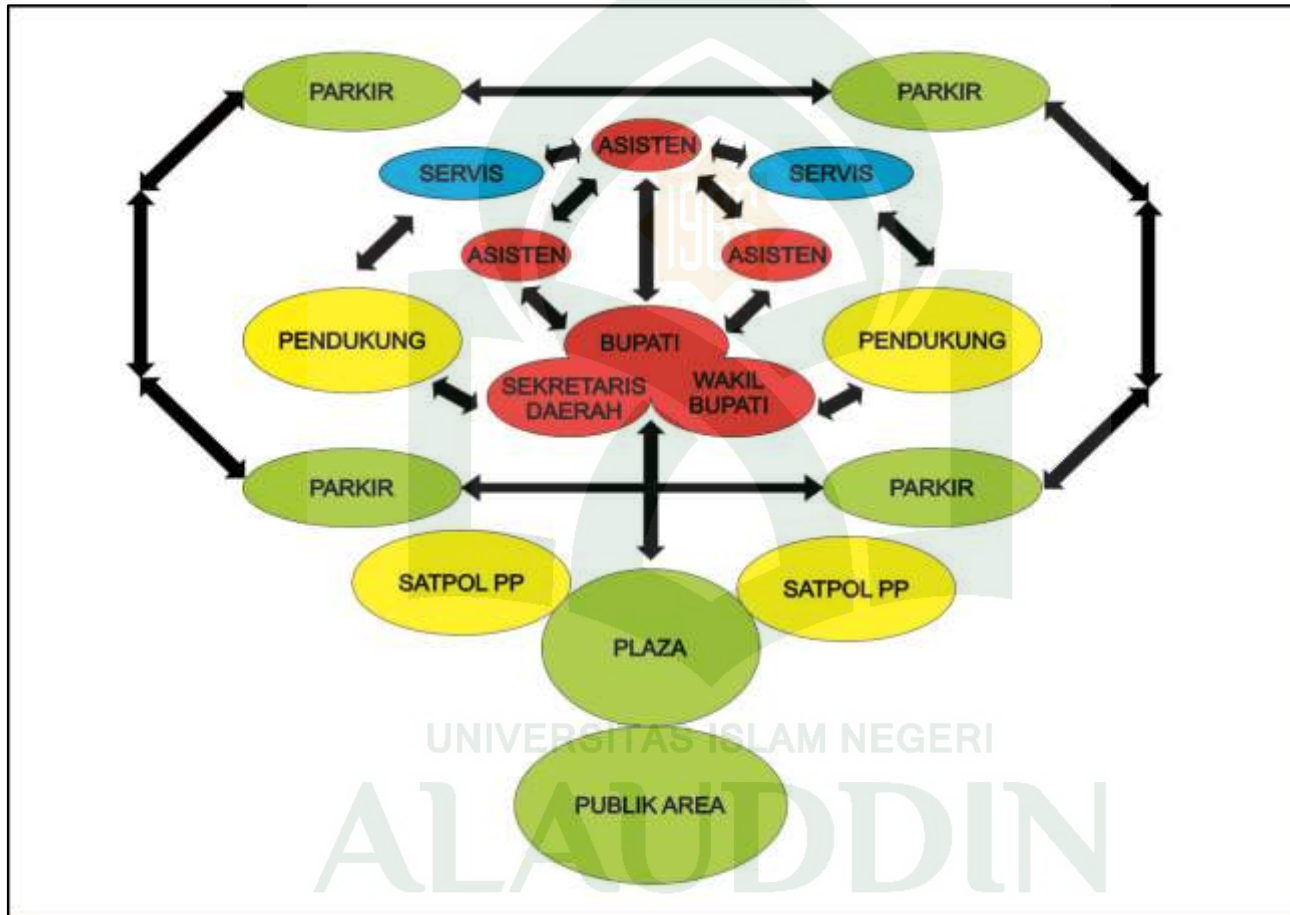 PARKIR
PARKIR
ASISTEN
SERVIS
SERVIS
1965
ASISTEN
ASISTEN
PENDUKUNG
BUPATI
PENDUKUNG
SEKRETARIS
DAERAH
WAKIL
BUPATI
PARKIR
PARKIR
SATPOL PP
SATPOL PP
PLAZA
UNIVERSITAS ISLAM NEGERI
PUBLIK AREA
ALAUDDIN